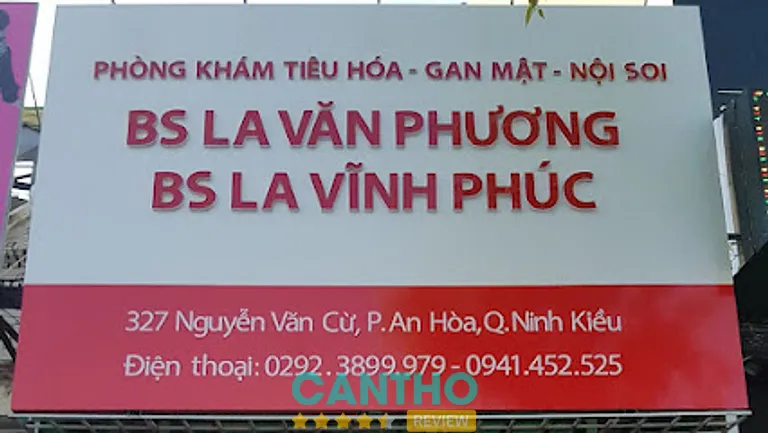 PHÒNG KHÁM TIÊU HÓA - GAN MẬT - NỘI SOI
BS LA VĂN PHƯƠNG
BS LA VĨNH PHÚC
327 Nguyễn Văn Cừ, P.An Hòa,Q.Ninh Kiều
Điện thoại: 0292.3899.979 - 0941.452.525
CANTHO
REVIEW